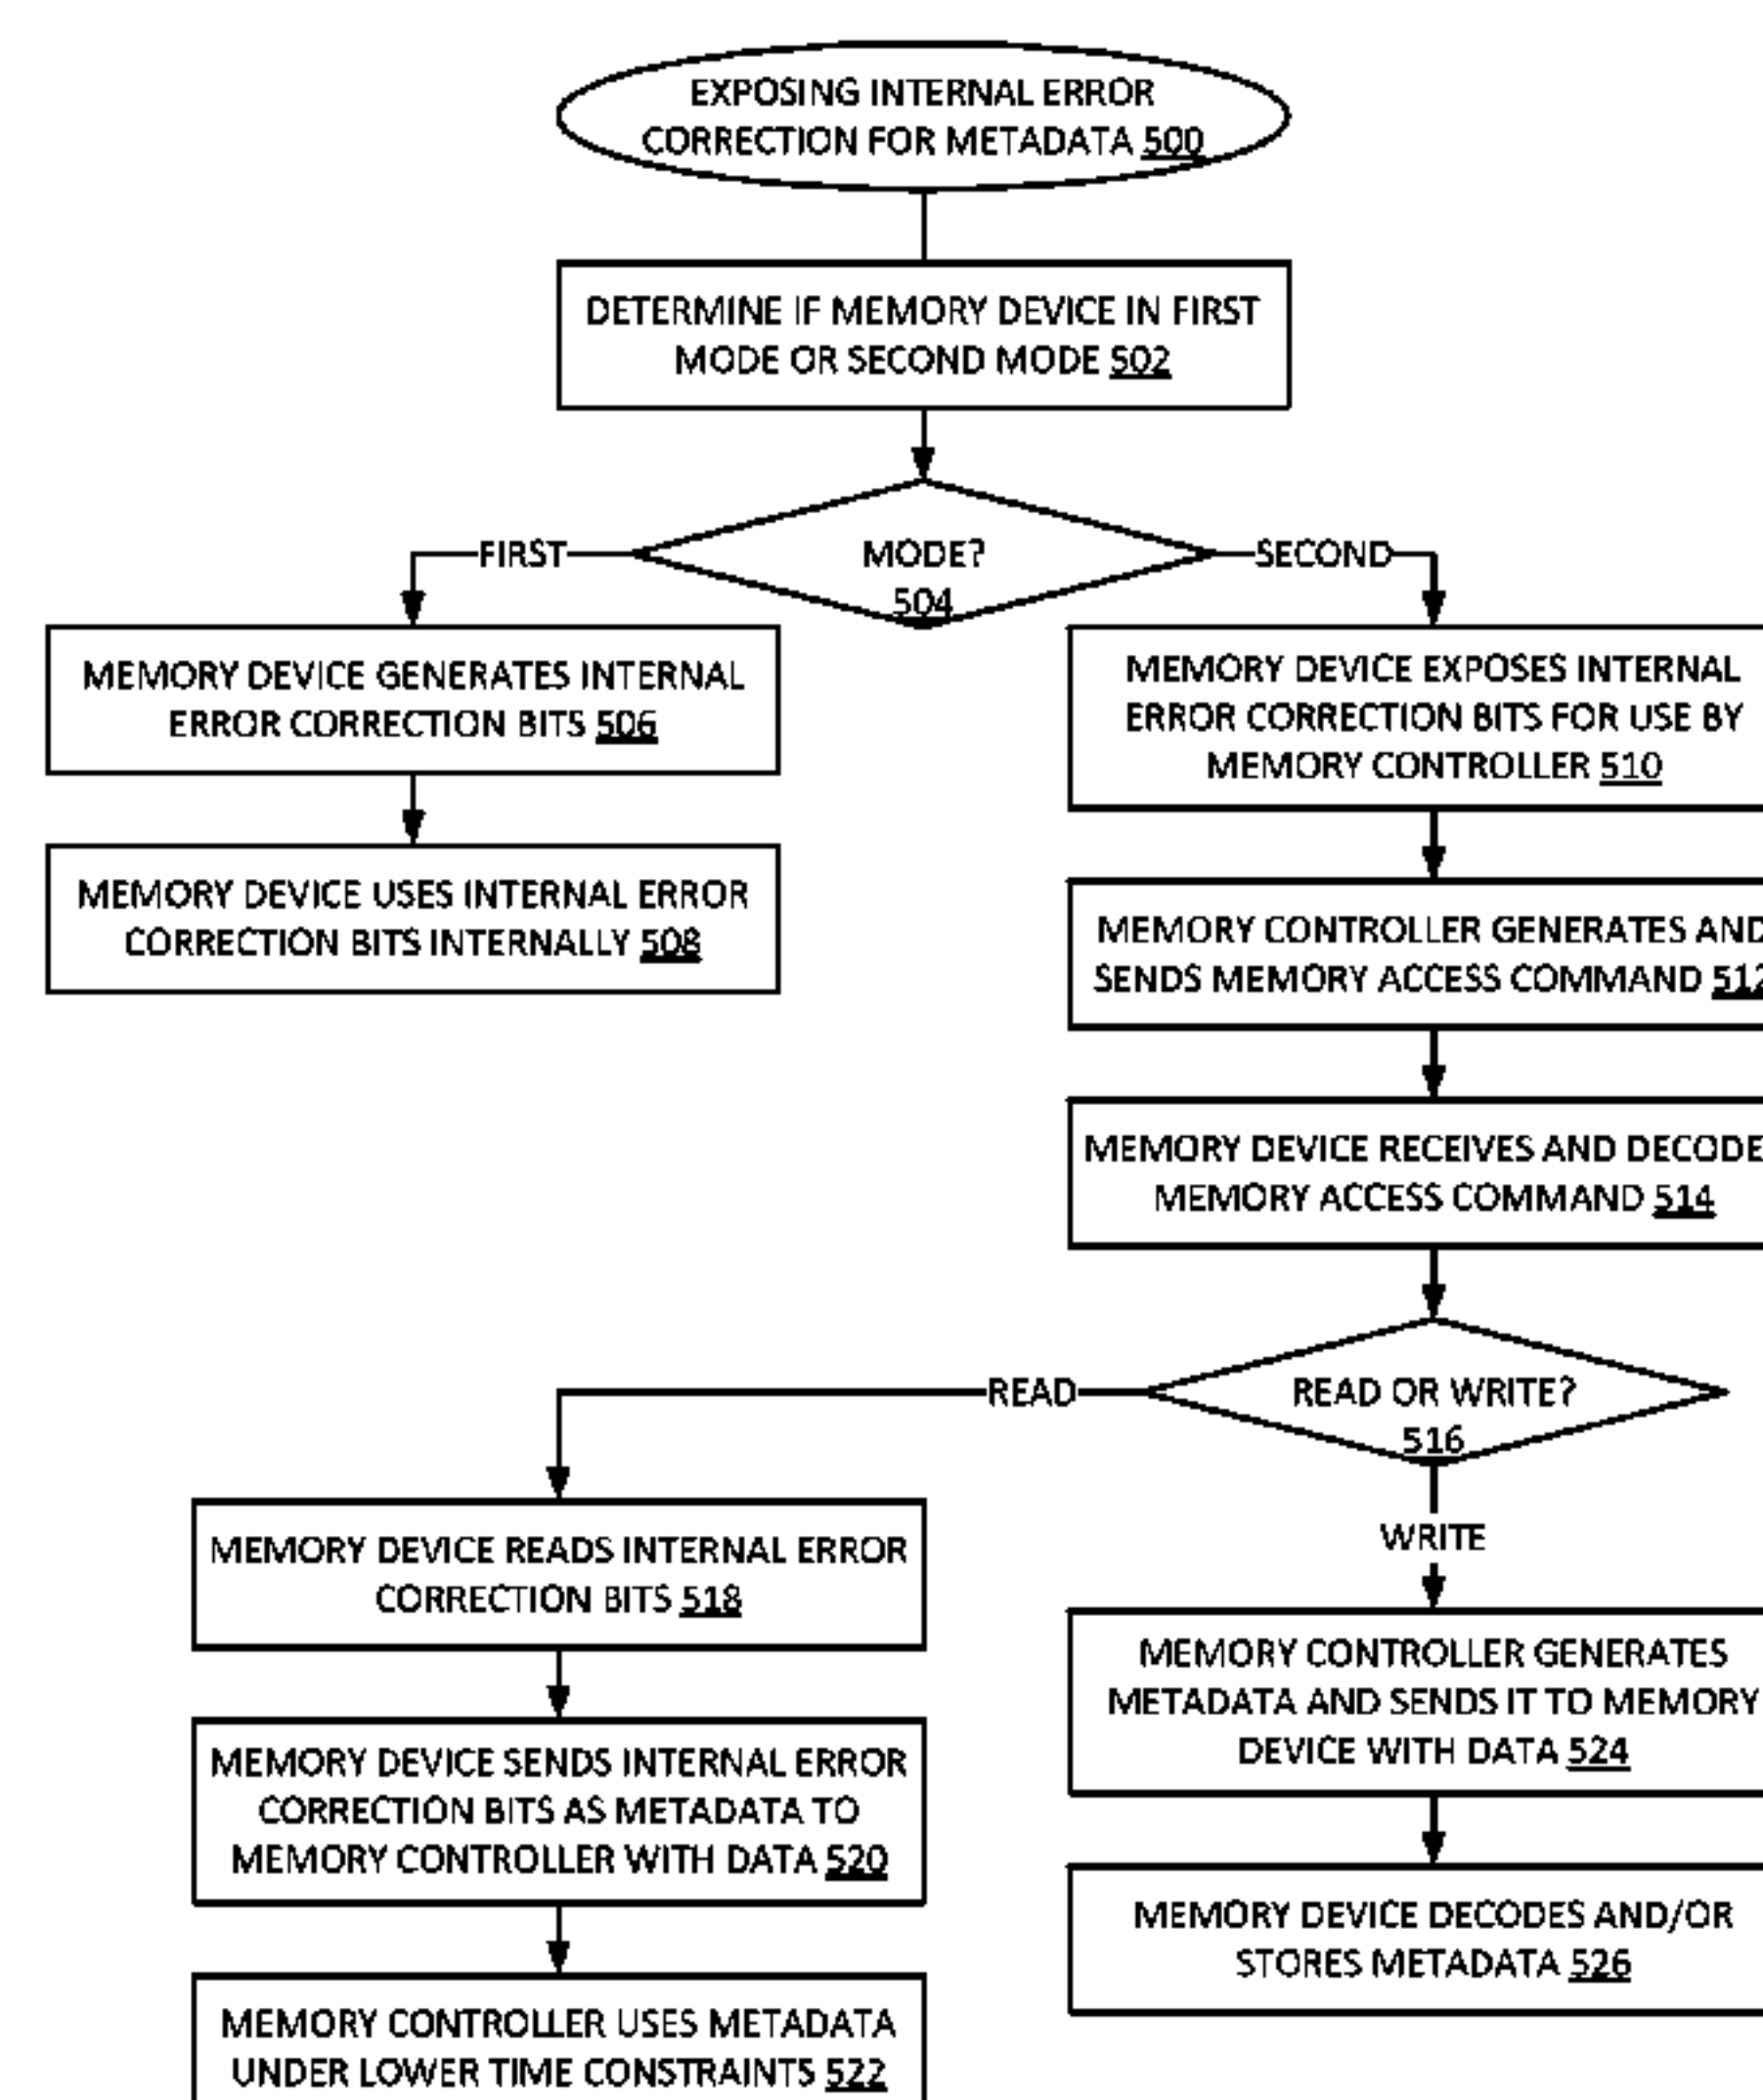 EXPOSING INTERNAL ERROR
CORRECTION FOR METADATA 500
DETERMINE IF MEMORY DEVICE IN FIRST
MODE OR SECOND MODE 502
FIRST
MODE?
504
SECOND
MEMORY DEVICE GENERATES INTERNAL
ERROR CORRECTION BITS 506
MEMORY DEVICE USES INTERNAL ERROR
CORRECTION BITS INTERNALLY 508
MEMORY DEVICE EXPOSES INTERNAL
ERROR CORRECTION BITS FOR USE BY
MEMORY CONTROLLER 510
MEMORY CONTROLLER GENERATES AND
SENDS MEMORY ACCESS COMMAND 512
MEMORY DEVICE RECEIVES AND DECODE
MEMORY ACCESS COMMAND 514
READ
READ OR WRITE?
516
WRITE
MEMORY DEVICE READS INTERNAL ERROR
CORRECTION BITS 518
MEMORY DEVICE SENDS INTERNAL ERROR
CORRECTION BITS AS METADATA TO
MEMORY CONTROLLER WITH DATA 520
MEMORY CONTROLLER USES METADATA
UNDER LOWER TIME CONSTRAINTS 522
MEMORY CONTROLLER GENERATES
METADATA AND SENDS IT TO MEMORY
DEVICE WITH DATA 524
MEMORY DEVICE DECODES AND/OR
STORES METADATA 526